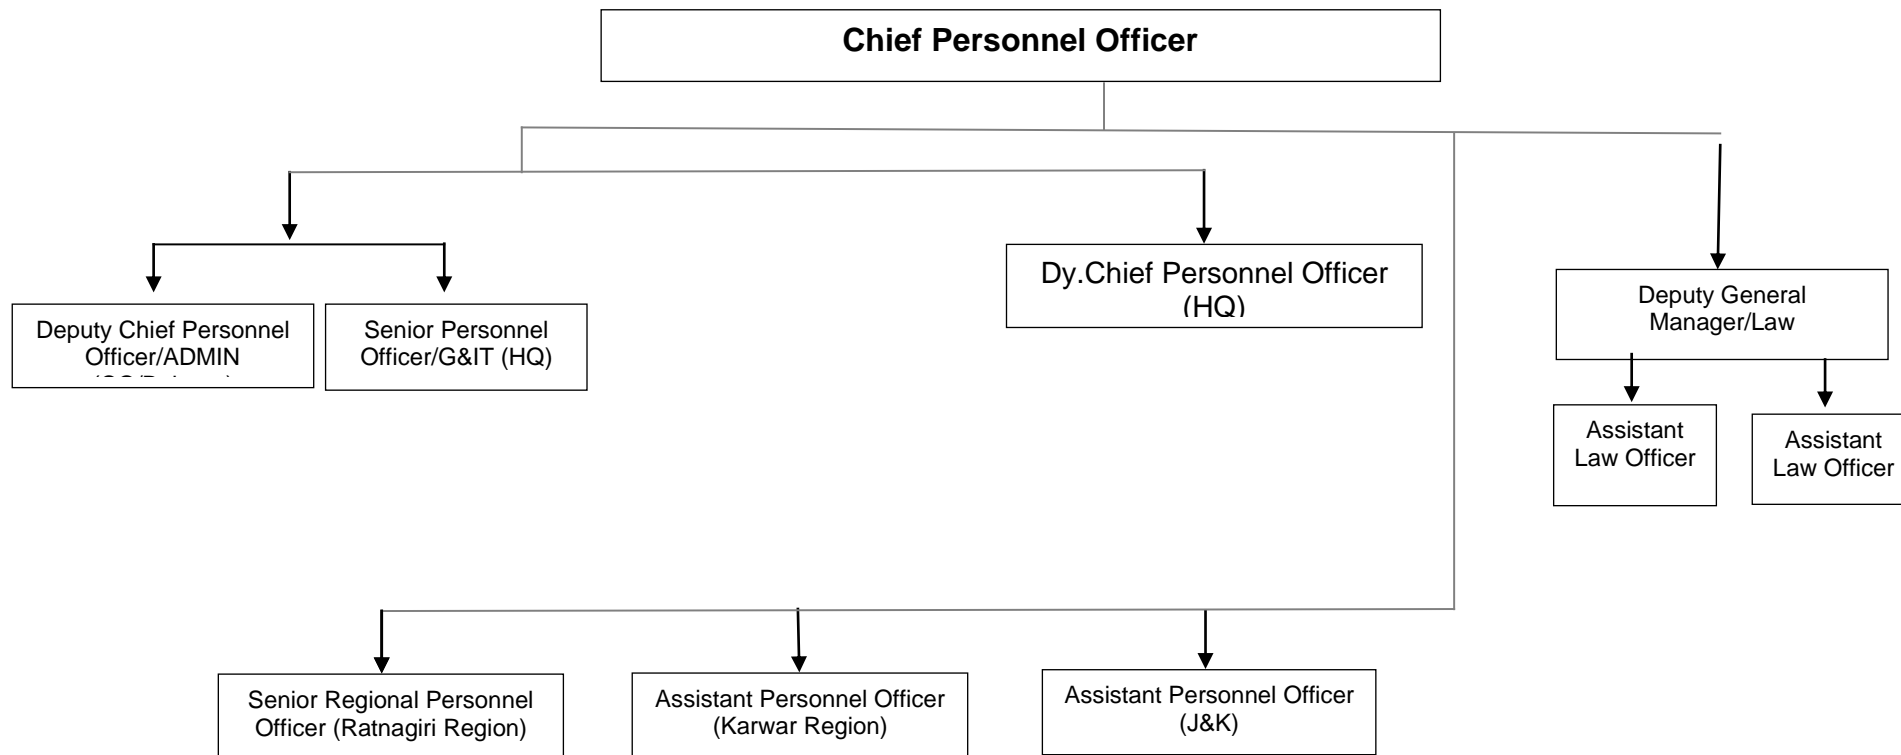 Chief Personnel Officer
Dy.Chief Personnel Officer
(HQ)
Deputy Chief Personnel
Officer/ADMIN
Senior Personnel
Officer/G&IT (HQ)
Deputy General
Manager/Law
Assistant
Law Officer
Assistant
Law Officer
Senior Regional Personnel
Officer (Ratnagiri Region)
Assistant Personnel Officer
(Karwar Region)
Assistant Personnel Officer
(J&K)